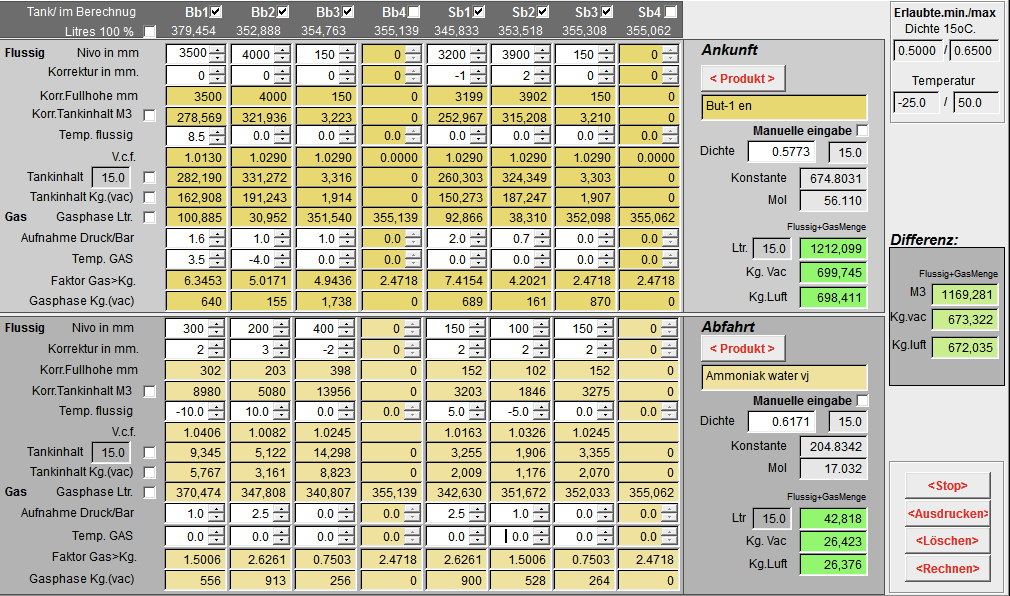 Tank/ im Berechnug Bb1 Bb2 Bb3 Bb4 Sb1 Sb2 Sb3 Sb4
Litres 100 % 379,454 352,888 354,763 355,139 345,833 353,518 355,308 355,062
Erlaubte.min./max
Dichte 15oC.
0.5000 / 0.6500
Temperatur
-25.0 / 50.0
Flussig Nivo in mm 3500 4000 150 0 3200 3900 150 0
Korrektur in mm. 0 0 0 0 -1 2 0 0
Korr.Fullhohe mm 3500 4000 150 0 3199 3902 150 0
Korr.Tankinhalt M3 278,569 321,936 3,223 0 252,967 315,208 3,210 0
Temp. flussig 8.5 0.0 0.0 0.0 0.0 0.0 0.0 0.0
V.c.f. 1.0130 1.0290 1.0290 0.0000 1.0290 1.0290 1.0290 0.0000
Tankinhalt 15.0 282,190 331,272 3,316 0 260,303 324,349 3,303 0
Tankinhalt Kg.(vac) 162,908 191,243 1,914 0 150,273 187,247 1,907 0
Gas Gasphase Ltr. 100,885 30,952 351,540 355,139 92,866 38,310 352,098 355,062
Aufnahme Druck/Bar 1.6 1.0 1.0 0.0 2.0 0.7 0.0 0.0
Temp. GAS 3.5 -4.0 0.0 0.0 0.0 0.0 0.0 0.0
Faktor Gas>Kg. 6.3453 5.0171 4.9436 2.4718 7.4154 4.2021 2.4718 2.4718
Gasphase Kg.(vac) 640 155 1,738 0 689 161 870 0
Ankunft
< Produkt >
But-1 en
Manuelle eingabe
Dichte 0.5773 15.0
Konstante 674.8031
Mol 56.110
Flussig+GasMenge
Ltr. 15.0 1212,099
Kg. Vac 699,745
Kg.Luft 698,411
Differenz:
Flussig+GasMenge
M3 1169,281
Kg.vac 673,322
Kg.luft 672,035
Flussig Nivo in mm 300 200 400 0 150 100 150 0
Korrektur in mm. 2 3 -2 0 2 2 2 0
Korr.Fullhohe mm 302 203 398 152 102 152
Korr.Tankinhalt M3 8980 5080 13956 0 3203 1846 3275 0
Temp. flussig -10.0 10.0 0.0 0.0 5.0 -5.0 0.0 0.0
V.c.f. 1.0406 1.0082 1.0245 1.0163 1.0326 1.0245
Tankinhalt 15.0 9,345 5,122 14,298 0 3,255 1,906 3,355 0
Tankinhalt Kg.(vac) 5,767 3,161 8,823 0 2,009 1,176 2,070 0
Gas Gasphase Ltr. 370,474 347,808 340,807 355,139 342,630 351,672 352,033 355,062
Aufnahme Druck/Bar 1.0 2.5 0.0 0.0 2.5 1.0 0.0 0.0
Temp. GAS 0.0 0.0 0.0 0.0 0.0 0.0 0.0 0.0
Faktor Gas>Kg. 1.5006 2.6261 0.7503 2.4718 2.6261 1.5006 0.7503 2.4718
Gasphase Kg.(vac) 556 913 256 0 900 528 264 0
Abfahrt
< Produkt >
Ammoniak water vj
Manuelle eingabe
Dichte 0.6171 15.0
Konstante 204.8342
Mol 17.032
Flussig+GasMenge
Ltr 15.0 42,818
Kg. Vac 26,423
Kg.Luft 26,376
<Stop>
<Ausdrucken>
<Löschen>
<Rechnen>